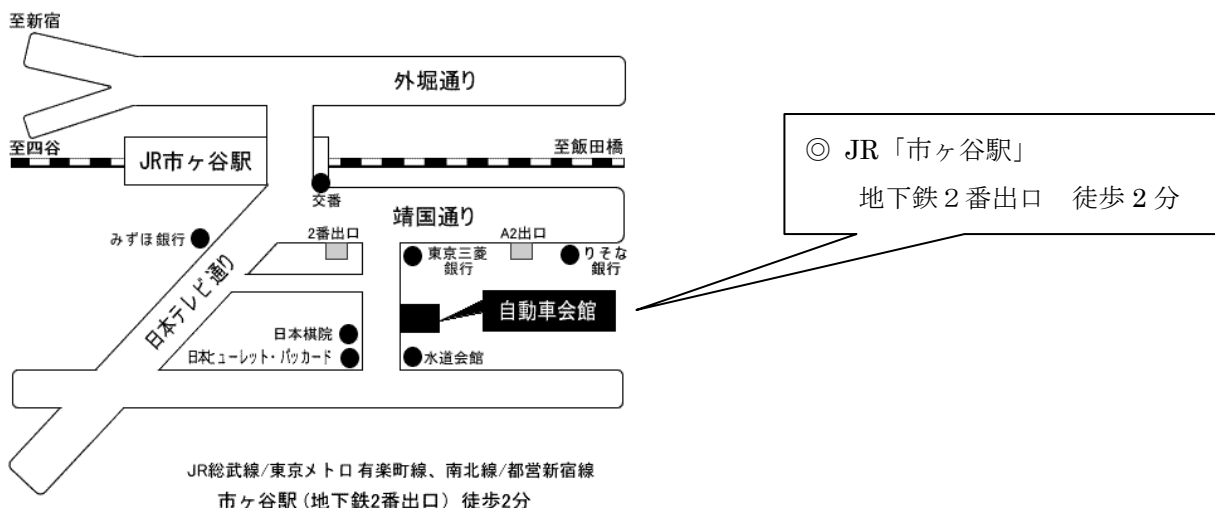 至新宿
外堀通り
至四谷
JR市ヶ谷駅
至飯田橋
◎ JR「市ヶ谷駅」
地下鉄２番出口　徒歩 2 分
交番
靖国通り
みずほ銀行
2番出口
A2出口
東京三菱
銀行
りそな
銀行
日本テレビ通り
自動車会館
日本棋院
日本ヒューレット・パッカード
水道会館
JR総武線/東京メトロ 有楽町線、南北線/都営新宿線
市ヶ谷駅 (地下鉄2番出口) 徒歩2分